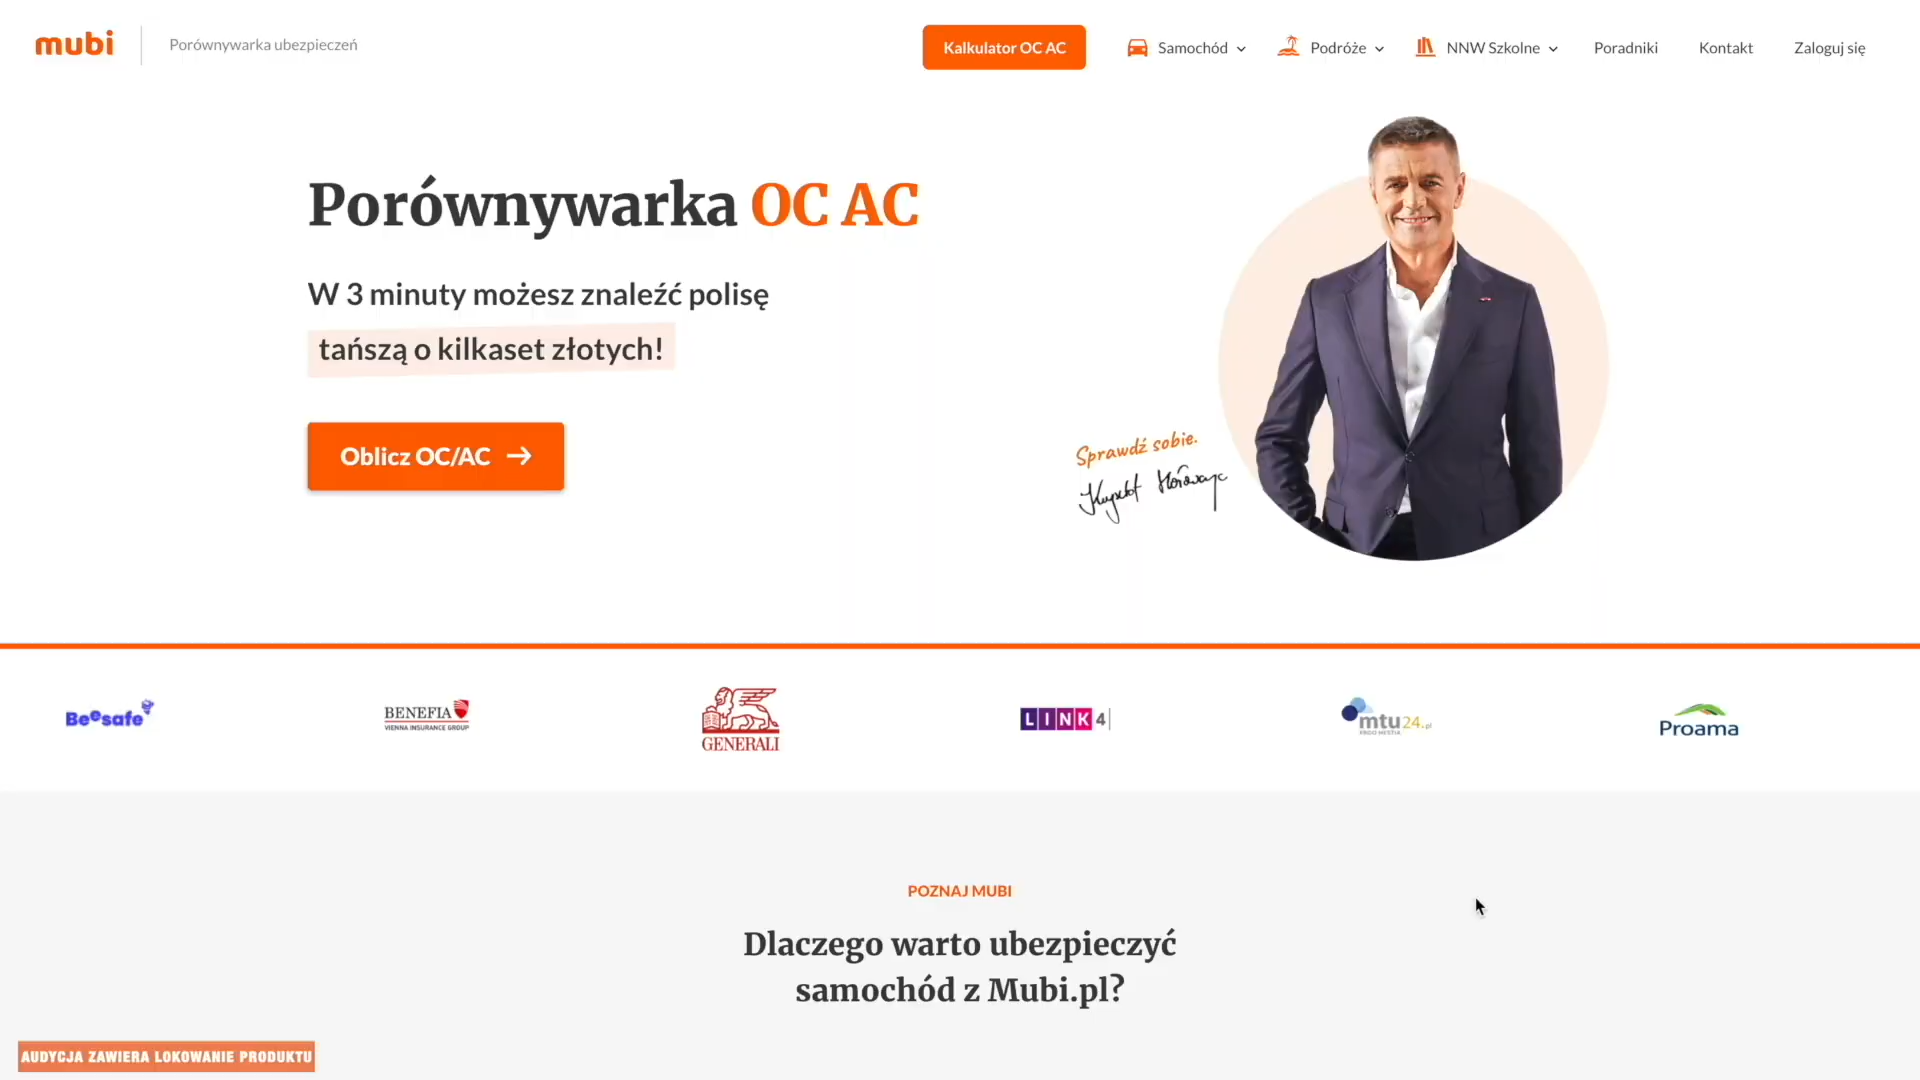 mubi
Porównywarka ubezpieczeń
Kalkulator OC AC
Samochód
Podróże
NNW Szkolne
Poradniki
Kontakt
Zaloguj się
Porównywarka OC AC
W 3 minuty możesz znaleźć polisę
tańszą o kilkaset złotych!
Oblicz OC/AC
Sprawdź sobie.
Beesafe
BENEFIA
VIENNA INSURANCE GROUP
GENERALI
LINK4
mtu24.pl
ERGO HESTIA
Proama
POZNAJ MUBI
Dlaczego warto ubezpieczyć
samochód z Mubi.pl?
AUDYCJA ZAWIERA LOKOWANIE PRODUKTU